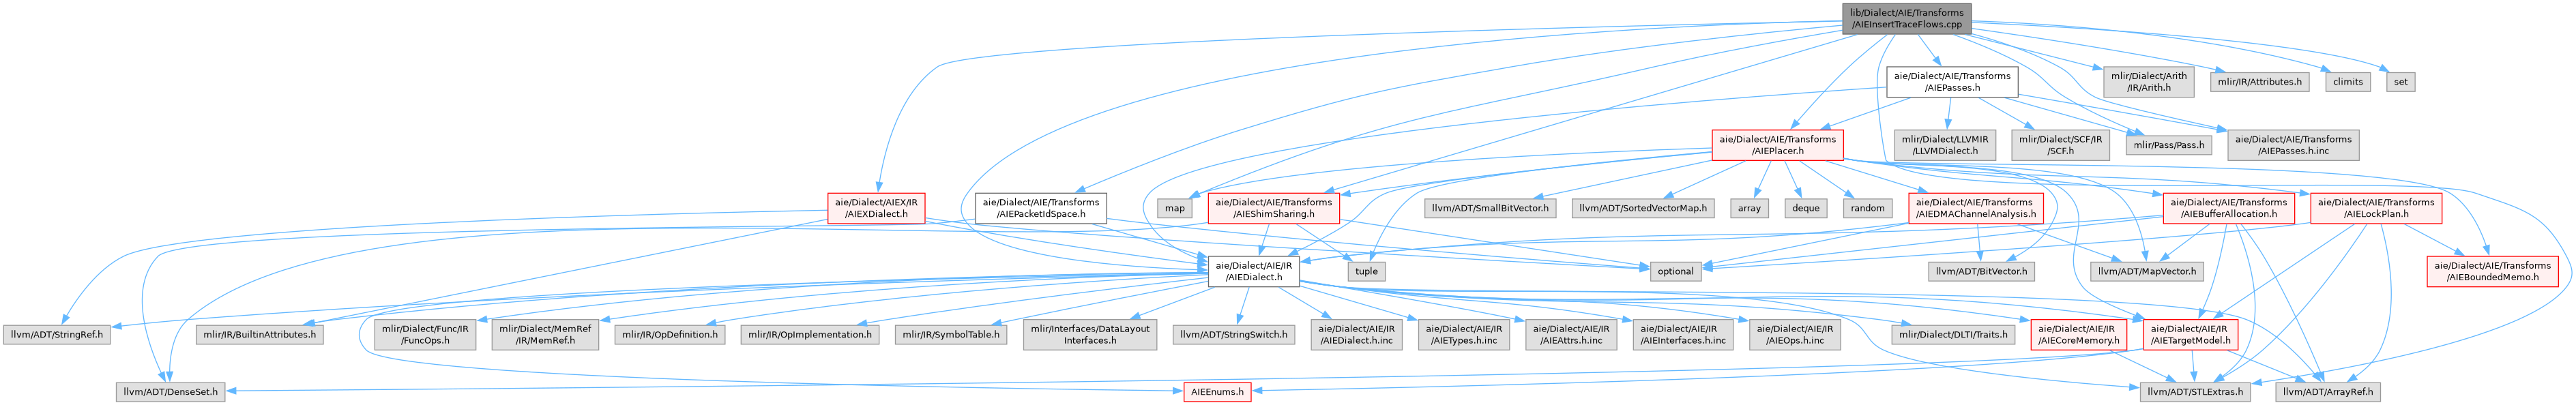 lib/Dialect/AIE/Transforms
/AIEInsertTraceFlows.cpp
aie/Dialect/AIE/Transforms
/AIEPasses.h
mlir/Dialect/Arith
/IR/Arith.h
mlir/IR/Attributes.h
climits
set
aie/Dialect/AIE/Transforms
/AIEPlacer.h
mlir/Dialect/LLVMIR
/LLVMDialect.h
mlir/Dialect/SCF/IR
/SCF.h
mlir/Pass/Pass.h
aie/Dialect/AIE/Transforms
/AIEPasses.h.inc
aie/Dialect/AIEX/IR
/AIEXDialect.h
aie/Dialect/AIE/Transforms
/AIEPacketIdSpace.h
map
aie/Dialect/AIE/Transforms
/AIEShimSharing.h
llvm/ADT/SmallBitVector.h
llvm/ADT/SortedVectorMap.h
array
deque
random
aie/Dialect/AIE/Transforms
/AIEDMAChannelAnalysis.h
aie/Dialect/AIE/Transforms
/AIEBufferAllocation.h
aie/Dialect/AIE/Transforms
/AIELockPlan.h
aie/Dialect/AIE/IR
/AIEDialect.h
tuple
optional
llvm/ADT/BitVector.h
llvm/ADT/MapVector.h
aie/Dialect/AIE/Transforms
/AIEBoundedMemo.h
llvm/ADT/StringRef.h
mlir/IR/BuiltinAttributes.h
mlir/Dialect/Func/IR
/FuncOps.h
mlir/Dialect/MemRef
/IR/MemRef.h
mlir/IR/OpDefinition.h
mlir/IR/OpImplementation.h
mlir/IR/SymbolTable.h
mlir/Interfaces/DataLayout
Interfaces.h
llvm/ADT/StringSwitch.h
aie/Dialect/AIE/IR
/AIEDialect.h.inc
aie/Dialect/AIE/IR
/AIETypes.h.inc
aie/Dialect/AIE/IR
/AIEAttrs.h.inc
aie/Dialect/AIE/IR
/AIEInterfaces.h.inc
aie/Dialect/AIE/IR
/AIEOps.h.inc
mlir/Dialect/DLTI/Traits.h
aie/Dialect/AIE/IR
/AIECoreMemory.h
aie/Dialect/AIE/IR
/AIETargetModel.h
llvm/ADT/DenseSet.h
AIEEnums.h
llvm/ADT/STLExtras.h
llvm/ADT/ArrayRef.h